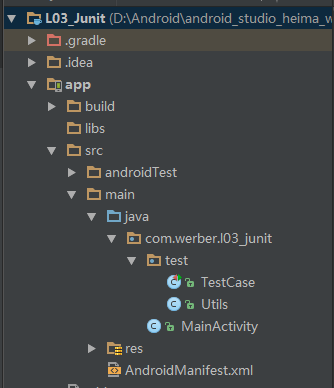 L03_Junit (D:\Android\android_studio_heima_w
.gradle
.idea
app
build
libs
src
androidTest
main
java
com.werber.l03_junit
test
TestCase
Utils
MainActivity
res
AndroidManifest.xml